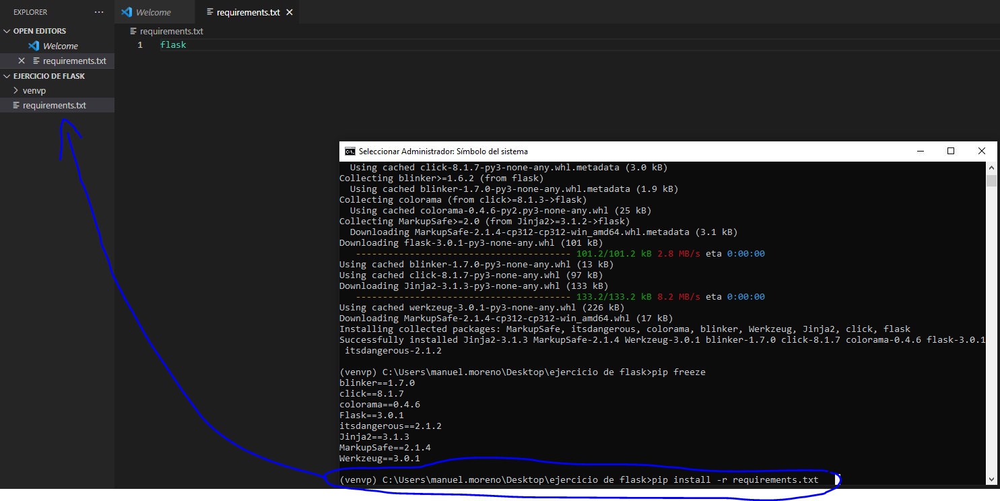 EXPLORER ···
OPEN EDITORS
Welcome
requirements.txt
EJERCICIO DE FLASK
venvp
requirements.txt
Welcome
requirements.txt
requirements.txt
1 flask
Seleccionar Administrador: Símbolo del sistema
Using cached click-8.1.7-py3-none-any.whl.metadata (3.0 kB)
Collecting blinker>=1.6.2 (from flask)
Using cached blinker-1.7.0-py3-none-any.whl.metadata (1.9 kB)
Collecting colorama (from click>=8.1.3->flask)
Using cached colorama-0.4.6-py2.py3-none-any.whl (25 kB)
Collecting MarkupSafe>=2.0 (from Jinja2>=3.1.2->flask)
Downloading MarkupSafe-2.1.4-cp312-cp312-win_amd64.whl.metadata (3.1 kB)
Downloading flask-3.0.1-py3-none-any.whl (101 kB)
---------------------------------------- 101.2/101.2 kB 2.8 MB/s eta 0:00:00
Using cached blinker-1.7.0-py3-none-any.whl (13 kB)
Using cached click-8.1.7-py3-none-any.whl (97 kB)
Downloading Jinja2-3.1.3-py3-none-any.whl (133 kB)
---------------------------------------- 133.2/133.2 kB 8.2 MB/s eta 0:00:00
Using cached werkzeug-3.0.1-py3-none-any.whl (226 kB)
Downloading MarkupSafe-2.1.4-cp312-cp312-win_amd64.whl (17 kB)
Installing collected packages: MarkupSafe, itsdangerous, colorama, blinker, Werkzeug, Jinja2, click, flask
Successfully installed Jinja2-3.1.3 MarkupSafe-2.1.4 Werkzeug-3.0.1 blinker-1.7.0 click-8.1.7 colorama-0.4.6 flask-3.0.1
itsdangerous-2.1.2
(venvp) C:\Users\manuel.moreno\Desktop\ejercicio de flask>pip freeze
blinker==1.7.0
click==8.1.7
colorama==0.4.6
Flask==3.0.1
itsdangerous==2.1.2
Jinja2==3.1.3
MarkupSafe==2.1.4
Werkzeug==3.0.1
(venvp) C:\Users\manuel.moreno\Desktop\ejercicio de flask>pip install -r requirements.txt